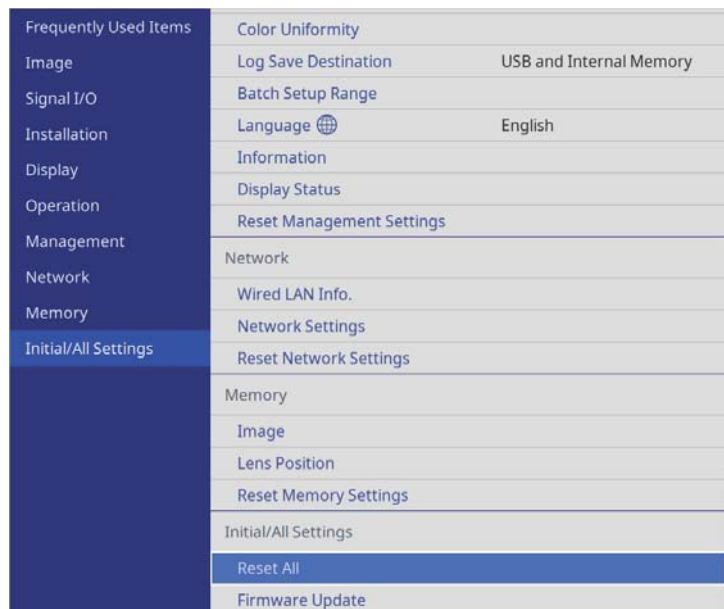 Frequently Used Items
Image
Signal I/O
Installation
Display
Operation
Management
Network
Memory
Initial/All Settings
Color Uniformity
Log Save Destination USB and Internal Memory
Batch Setup Range
Language English
Information
Display Status
Reset Management Settings
Network
Wired LAN Info.
Network Settings
Reset Network Settings
Memory
Image
Lens Position
Reset Memory Settings
Initial/All Settings
Reset All
Firmware Update